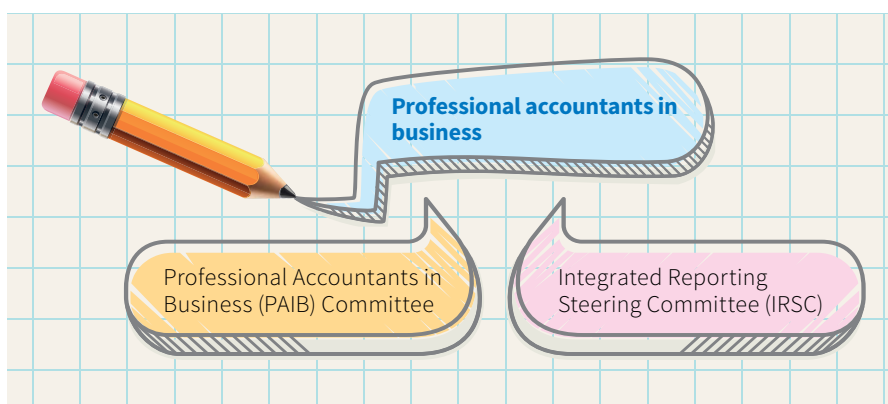 Professional accountants in
business
Professional Accountants in
Business (PAIB) Committee
Integrated Reporting
Steering Committee (IRSC)